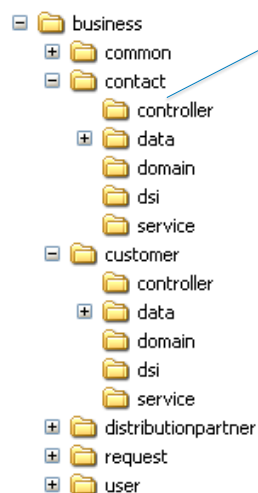 business
common
contact
controller
data
domain
dsi
service
customer
controller
data
domain
dsi
service
distributionpartner
request
user